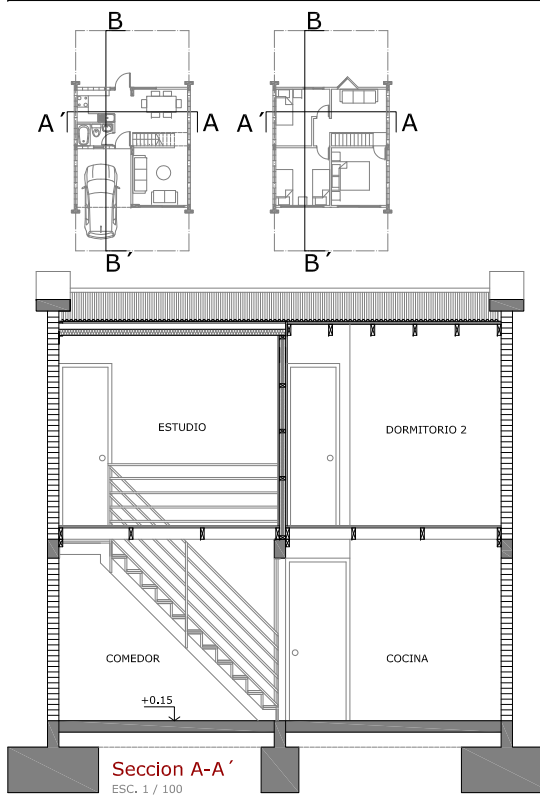 B B
A´ A A´ A
B´ B´
ESTUDIO
DORMITORIO 2
COMEDOR
COCINA
+0.15
Seccion A-A´
ESC. 1 / 100